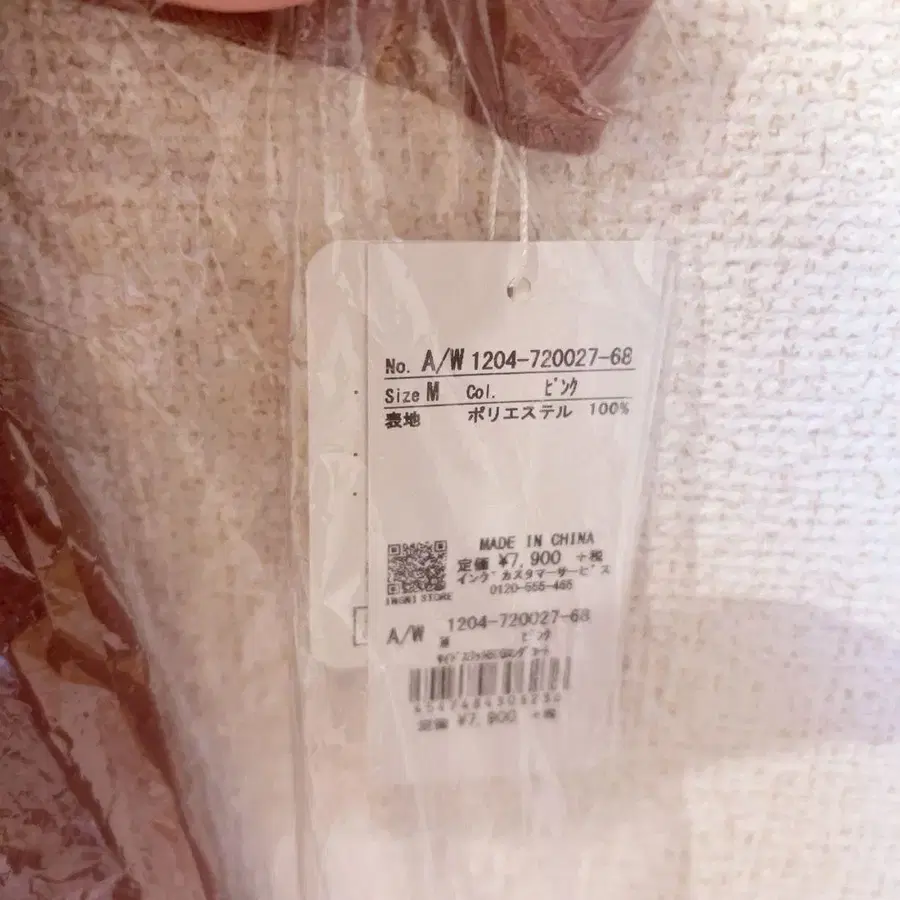 No. A/W 1204-720027-68
Size M Col. ピンク
表地 ポリエステル 100%
MADE IN CHINA
定価 ¥7,900 +税
イング カスタマーサービス
0120-555-465
INGNI STORE
A/W 1204-720027-68
ピンク
定価 ¥7,900 +税